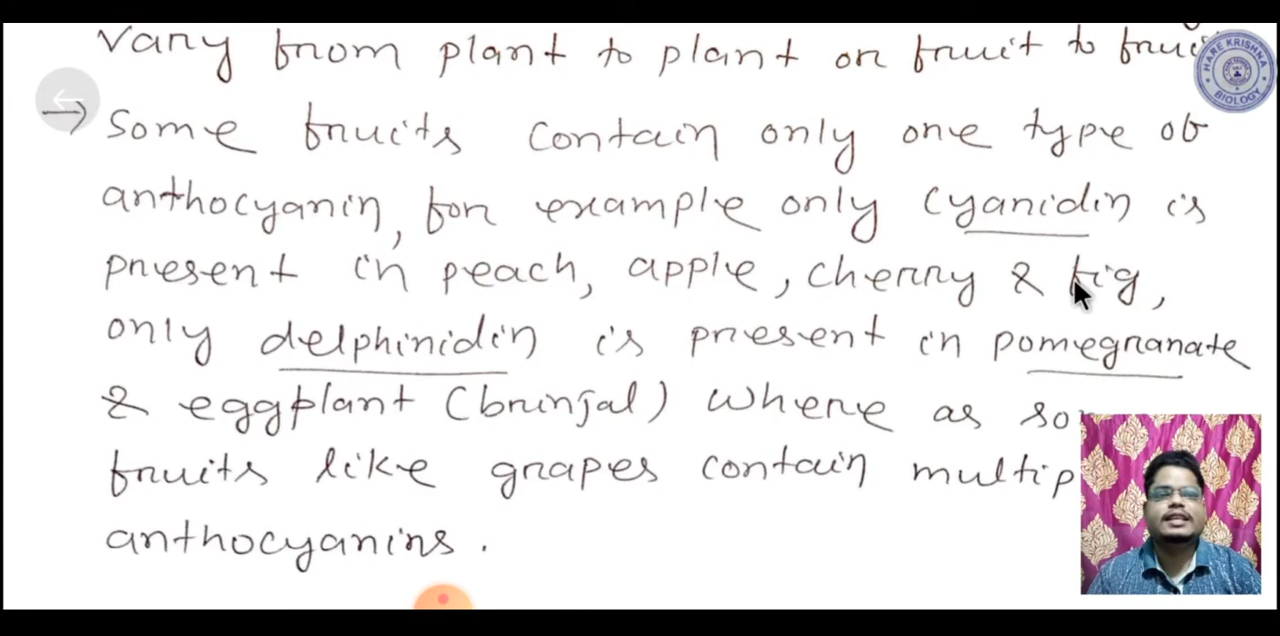 vary from plant to plant or fruit to fruit
→ Some fruits contain only one type of
anthocyanin, for example only cyanidin is
present in peach, apple, cherry & fig,
only delphinidin is present in pomegranate
& eggplant (brinjal) where as so
fruits like grapes contain multip
anthocyanins.
HARE KRISHNA
BIOLOGY